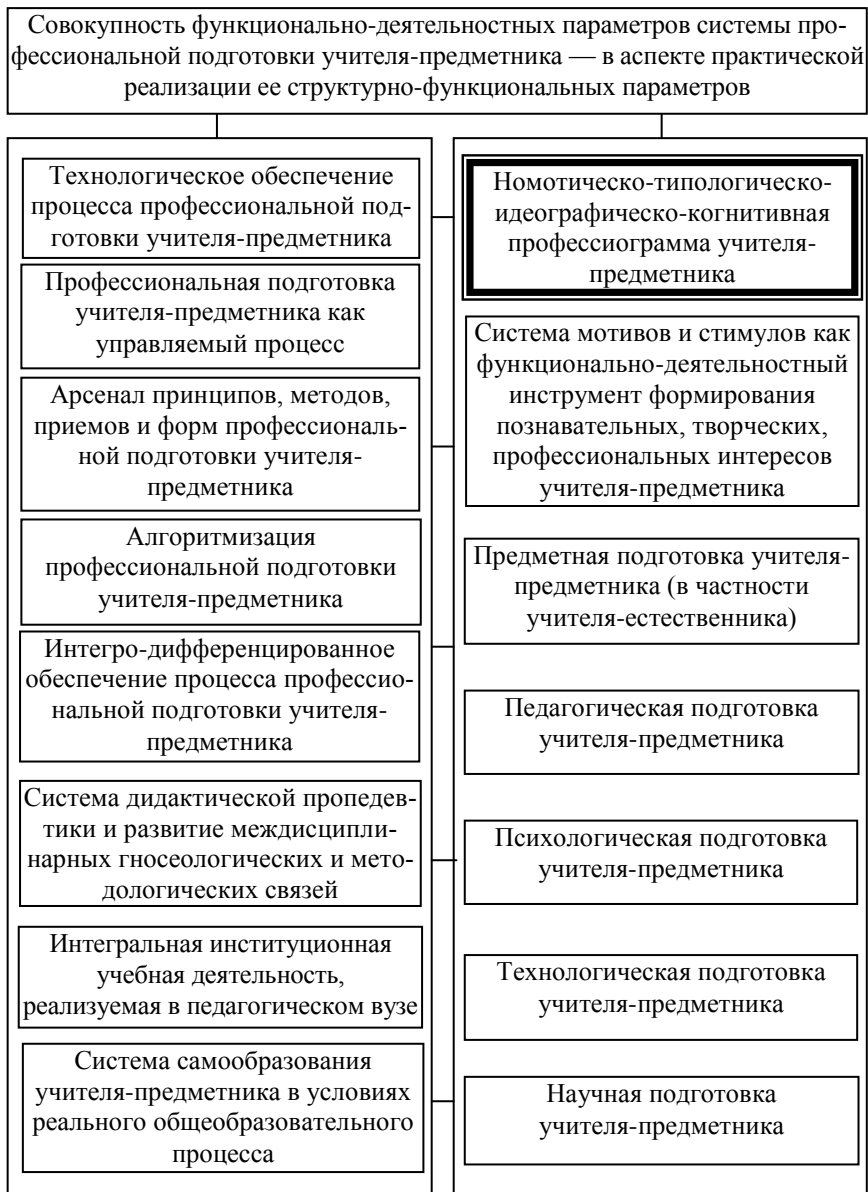 Совокупность функционально-деятельностных параметров системы про-
фессиональной подготовки учителя-предметника — в аспекте практической
реализации ее структурно-функциональных параметров
Технологическое обеспечение
процесса профессиональной под-
готовки учителя-предметника
Профессиональная подготовка
учителя-предметника как
управляемый процесс
Арсенал принципов, методов,
приемов и форм профессиональ-
ной подготовки учителя-
предметника
Алгоритмизация
профессиональной подготовки
учителя-предметника
Интегро-дифференцированное
обеспечение процесса профессио-
нальной подготовки учителя-
предметника
Система дидактической пропедев-
тики и развитие междисципли-
нарных гносеологических и мето-
дологических связей
Интегральная институционная
учебная деятельность,
реализуемая в педагогическом вузе
Система самообразования
учителя-предметника в условиях
реального общеобразовательного
процесса
Номотическо-типологическо-
идеографическо-когнитивная
профессиограмма учителя-
предметника
Система мотивов и стимулов как
функционально-деятельностный
инструмент формирования
познавательных, творческих,
профессиональных интересов
учителя-предметника
Предметная подготовка учителя-
предметника (в частности
учителя-естественника)
Педагогическая подготовка
учителя-предметника
Психологическая подготовка
учителя-предметника
Технологическая подготовка
учителя-предметника
Научная подготовка
учителя-предметника